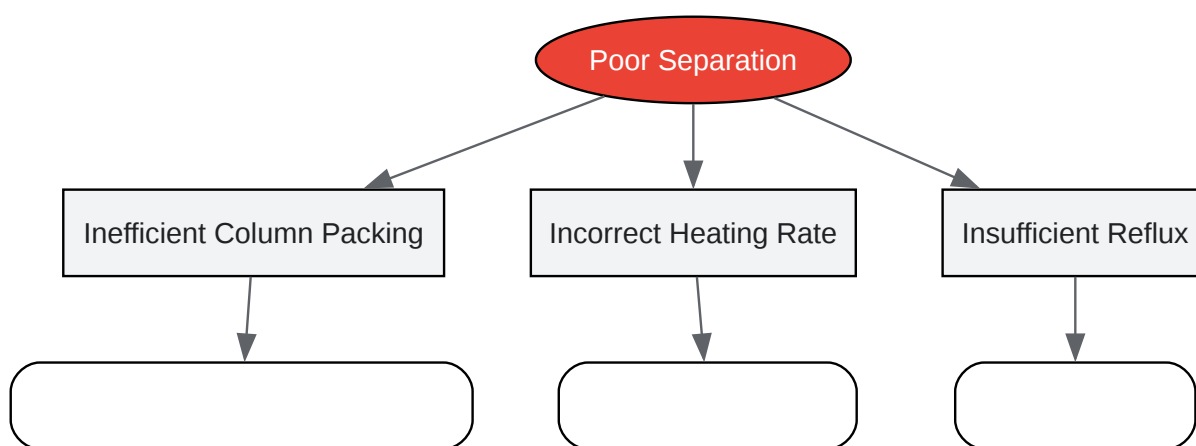 Poor Separation
Inefficient Column Packing
Incorrect Heating Rate
Insufficient Reflux